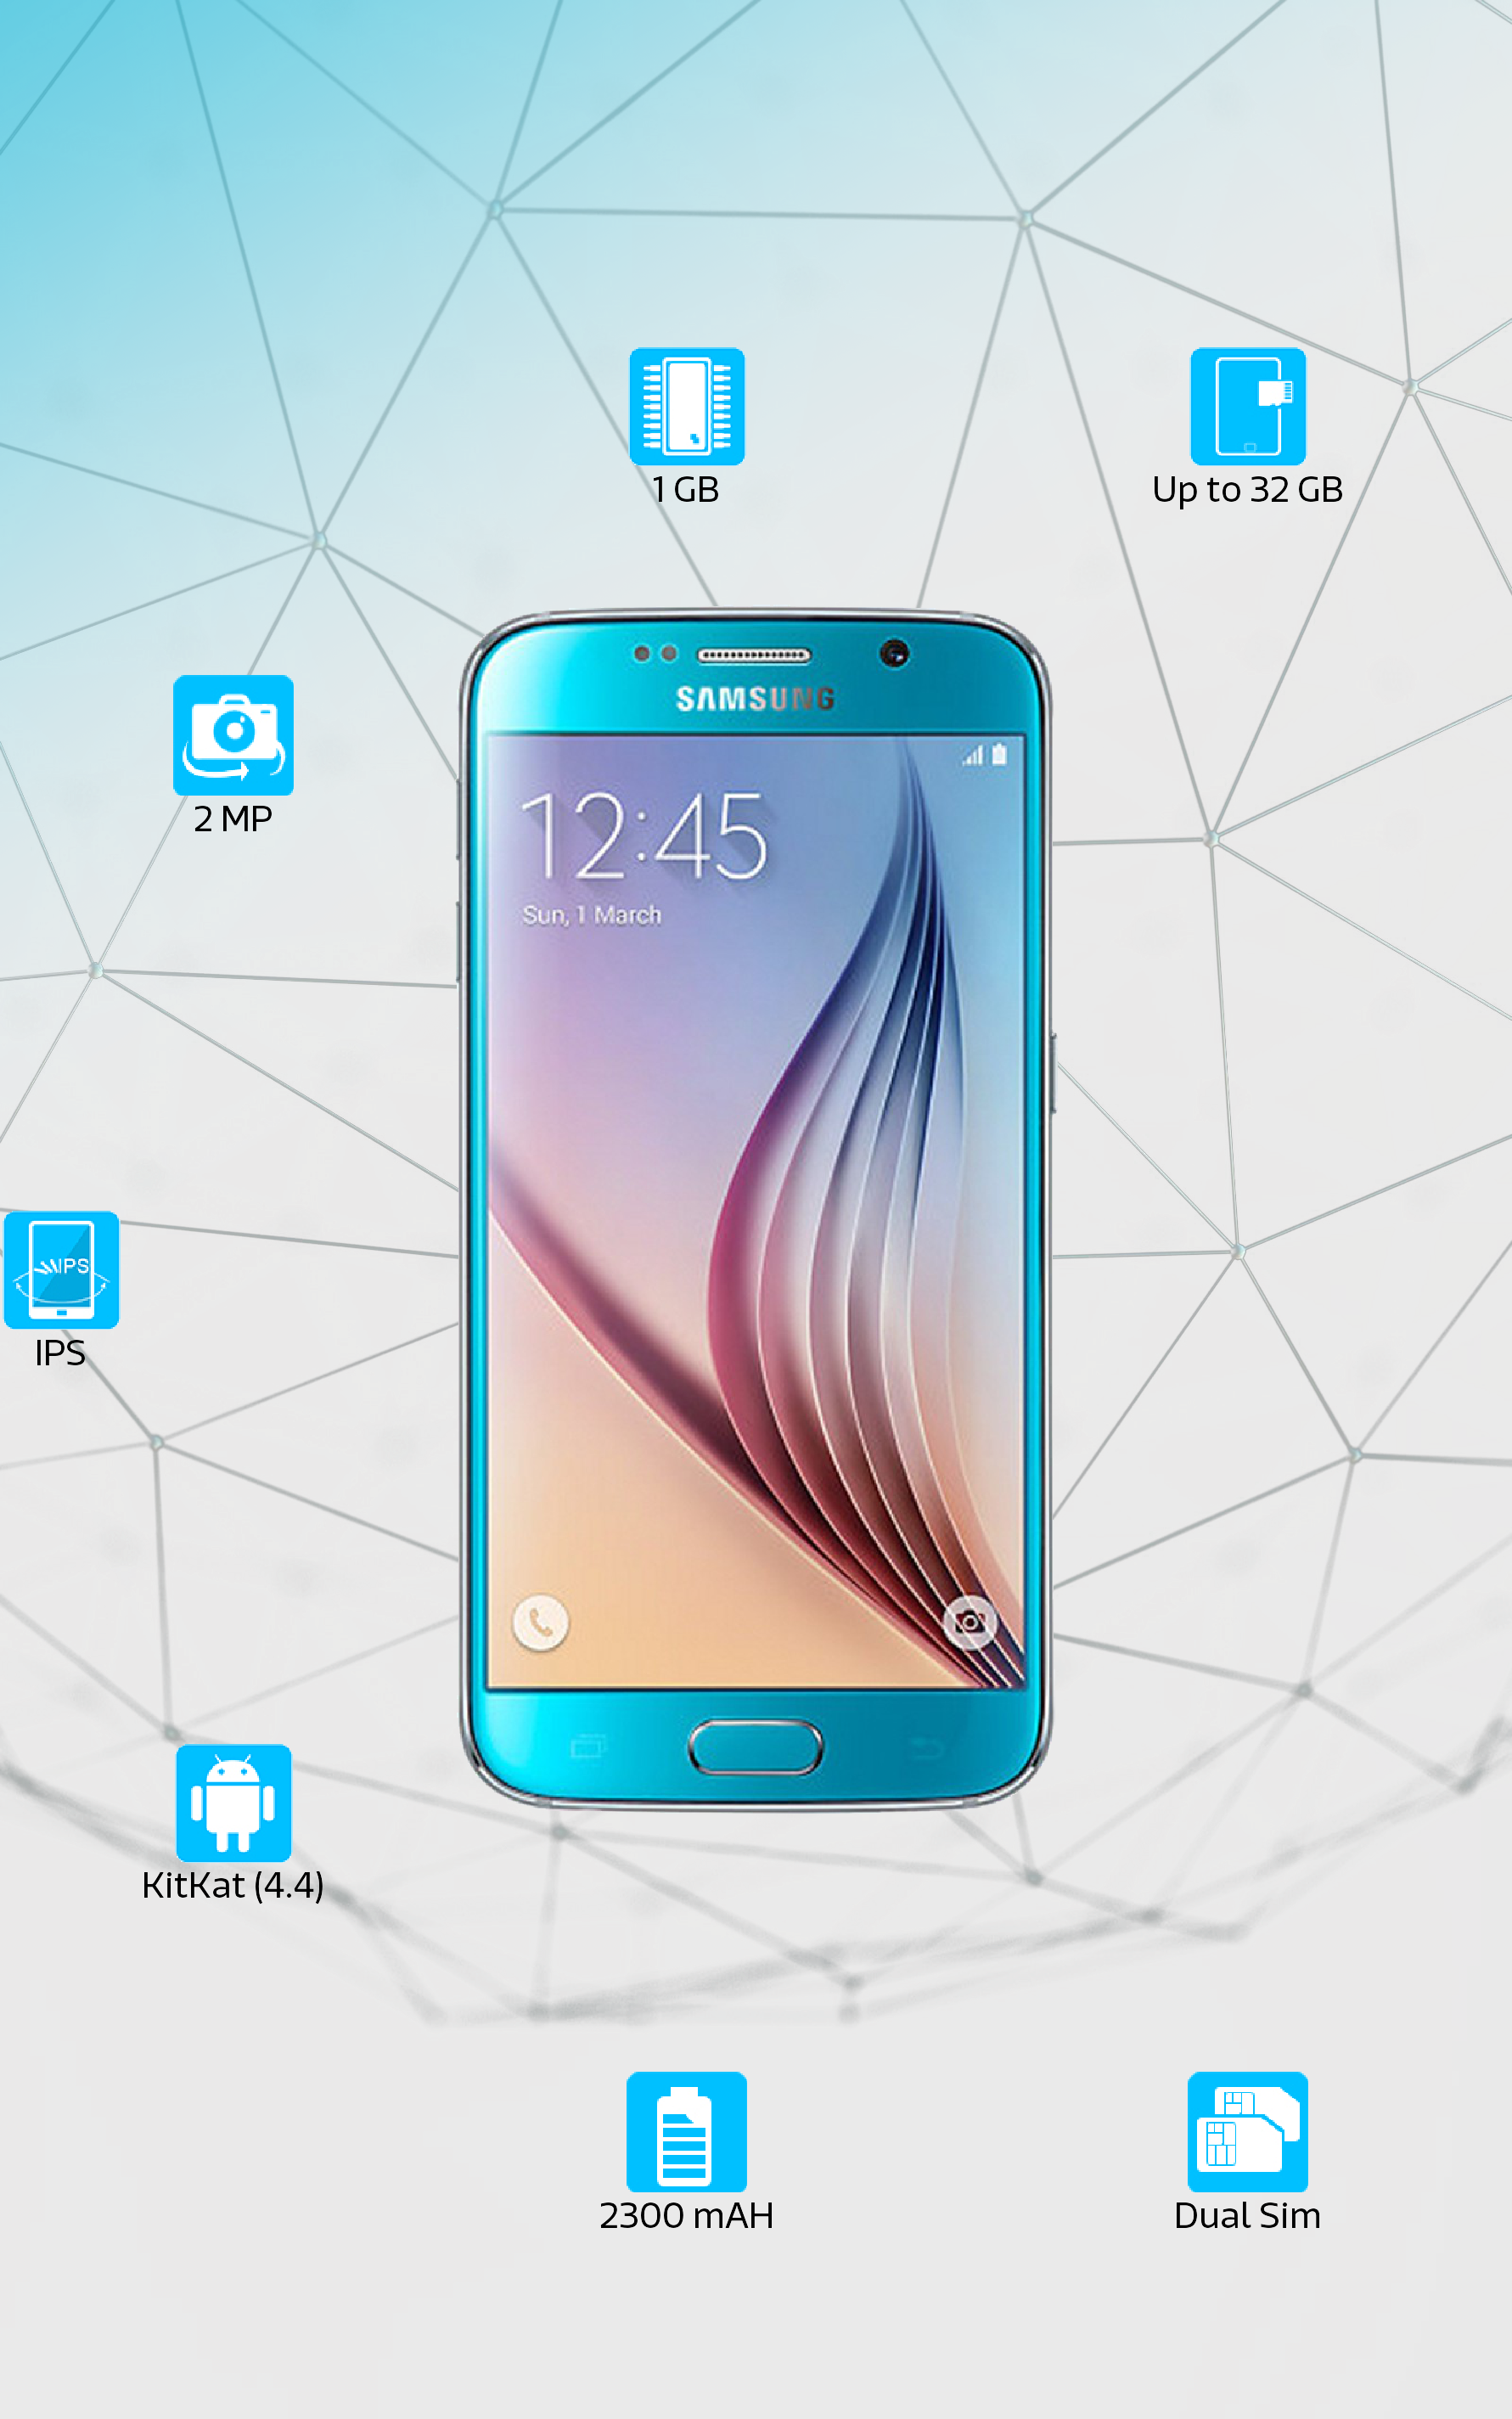 1 GB
Up to 32 GB
SAMSUNG
2 MP
12:45
Sun, 1 March
IPS
IPS
KitKat (4.4)
2300 mAH
Dual Sim